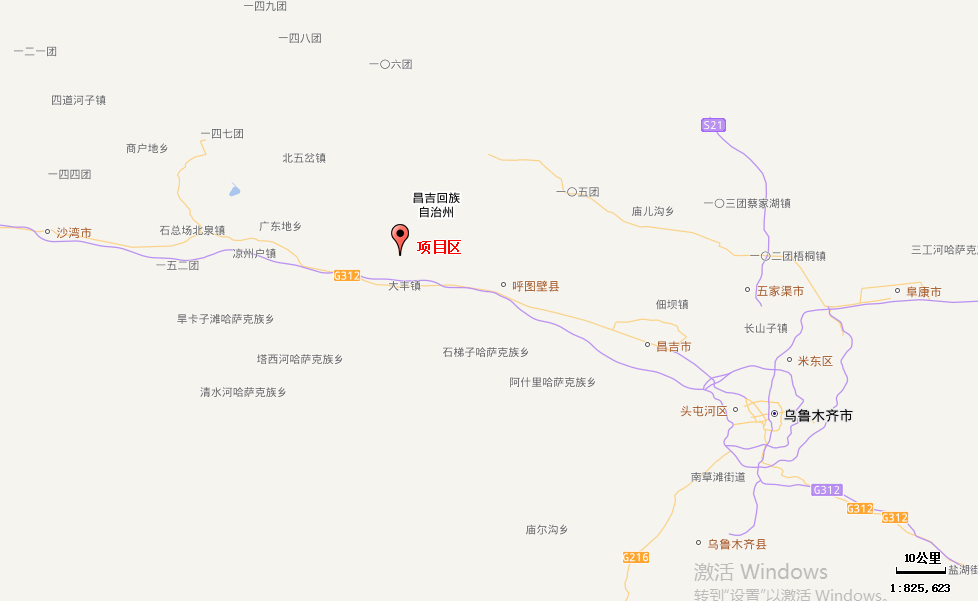 一四九团
一四八团
一二一团
一〇六团
四道河子镇
一四七团
S21
商户地乡
北五岔镇
一四四团
一〇五团
昌吉回族
自治州
一〇三团蔡家湖镇
庙儿沟乡
广东地乡
石总场北泉镇
沙湾市
项目区
三工河哈萨克
凉州户镇
一〇二团梧桐镇
一五二团
G312
大丰镇
呼图壁县
五家渠市
阜康市
佃坝镇
旱卡子滩哈萨克族乡
长山子镇
昌吉市
石梯子哈萨克族乡
塔西河哈萨克族乡
米东区
阿什里哈萨克族乡
清水河哈萨克族乡
头屯河区
乌鲁木齐市
南草滩街道
G312
G312
G312
庙尔沟乡
乌鲁木齐县
G216
10公里
盐湖街
激活 Windows
1:825,623
转到"设置"以激活 Windows。